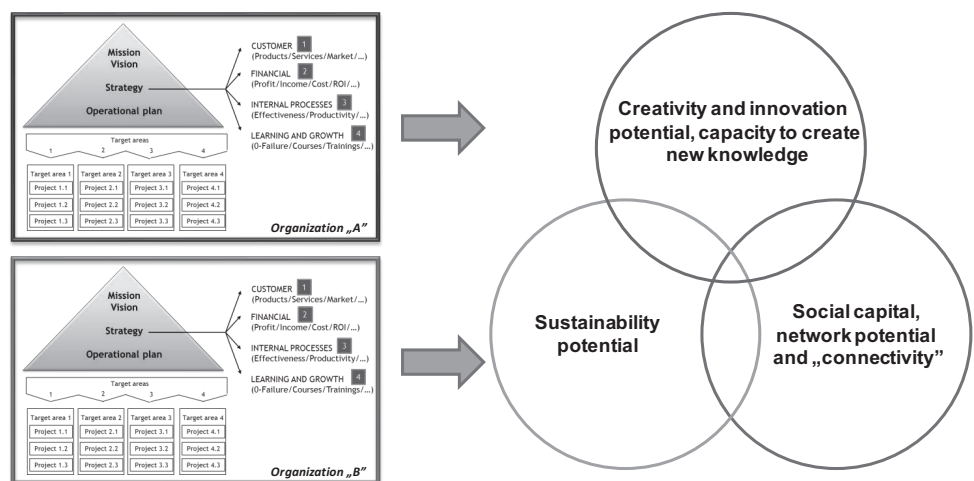 Mission
Vision
Strategy
Operational plan
CUSTOMER 1
(Products/Services/Market/...)
FINANCIAL 2
(Profit/Income/Cost/ROI/...)
INTERNAL PROCESSES 3
(Effectiveness/Productivity/...)
LEARNING AND GROWTH 4
(0-Failure/Courses/Trainings/...)
Target areas
1 2 3 4
Target area 1 Target area 2 Target area 3 Target area 4
Project 1.1 Project 2.1 Project 3.1 Project 4.1
Project 1.2 Project 2.2 Project 3.2 Project 4.2
Project 1.3 Project 2.3 Project 3.3 Project 4.3
Organization „A”
Mission
Vision
Strategy
Operational plan
CUSTOMER 1
(Products/Services/Market/...)
FINANCIAL 2
(Profit/Income/Cost/ROI/...)
INTERNAL PROCESSES 3
(Effectiveness/Productivity/...)
LEARNING AND GROWTH 4
(0-Failure/Courses/Trainings/...)
Target areas
1 2 3 4
Target area 1 Target area 2 Target area 3 Target area 4
Project 1.1 Project 2.1 Project 3.1 Project 4.1
Project 1.2 Project 2.2 Project 3.2 Project 4.2
Project 1.3 Project 2.3 Project 3.3 Project 4.3
Organization „B”
Creativity and innovation
potential, capacity to create
new knowledge
Sustainability
potential
Social capital,
network potential
and „connectivity”